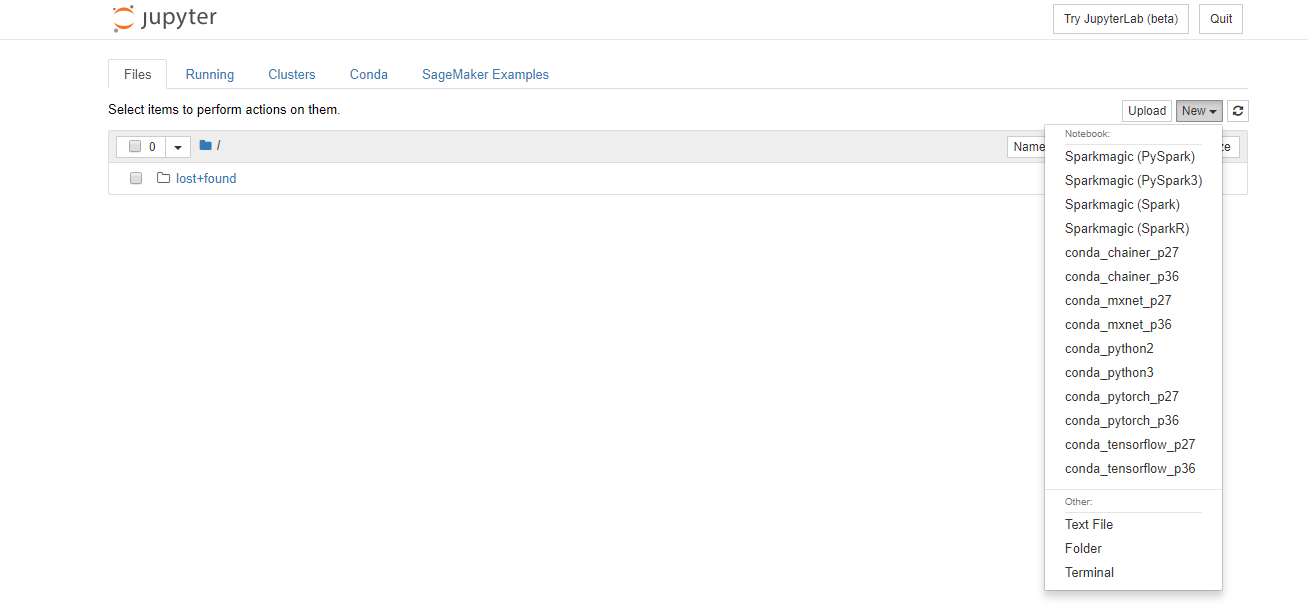 jupyter
Try JupyterLab (beta)
Quit
Files
Running
Clusters
Conda
SageMaker Examples
Select items to perform actions on them.
Upload
New
0
/
Name
lost+found
Notebook:
Sparkmagic (PySpark)
Sparkmagic (PySpark3)
Sparkmagic (Spark)
Sparkmagic (SparkR)
conda_chainer_p27
conda_chainer_p36
conda_mxnet_p27
conda_mxnet_p36
conda_python2
conda_python3
conda_pytorch_p27
conda_pytorch_p36
conda_tensorflow_p27
conda_tensorflow_p36
Other:
Text File
Folder
Terminal